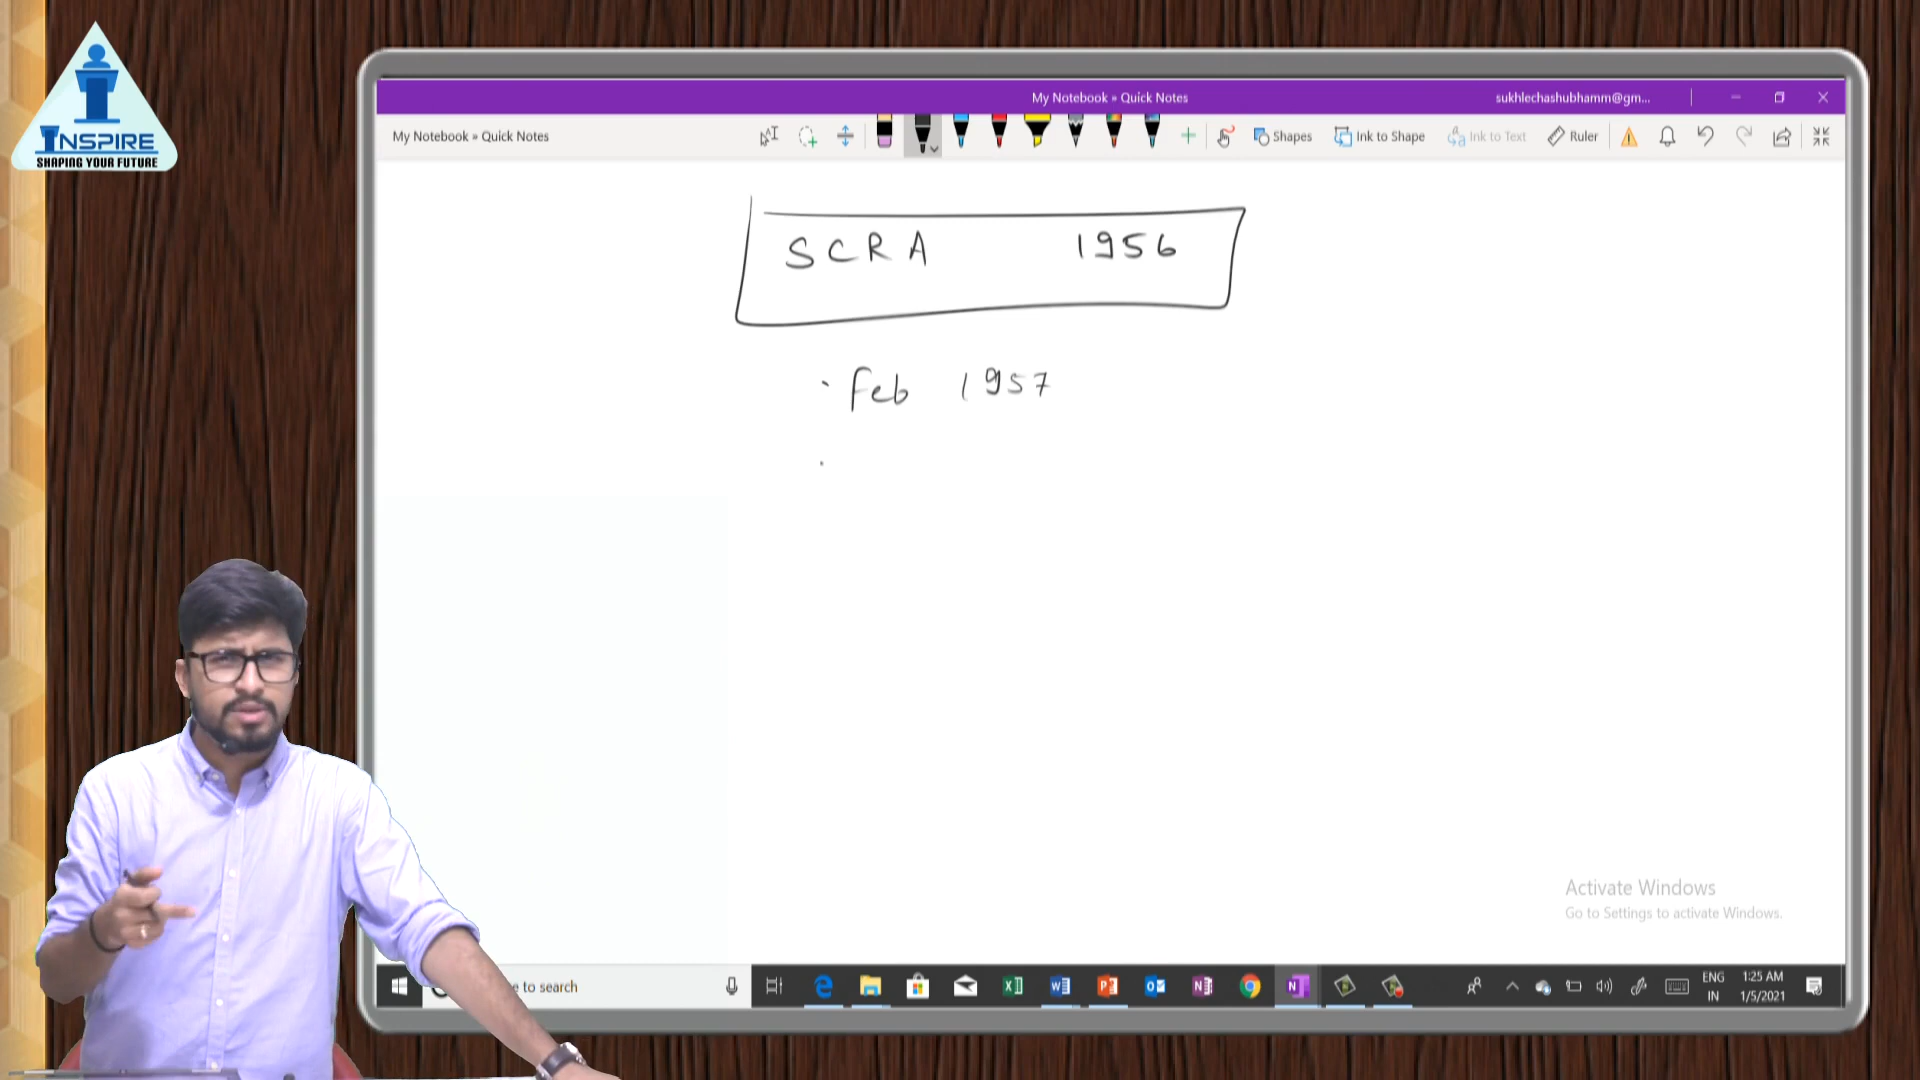 INSPIRE
SHAPING YOUR FUTURE
My Notebook » Quick Notes
sukhlechashubhamm@gm...
My Notebook » Quick Notes
Shapes
Ink to Shape
Ink to Text
Ruler
SCRA 1956
· Feb 1957
·
Activate Windows
Go to Settings to activate Windows.
e to search
ENG
IN
1:25 AM
1/5/2021